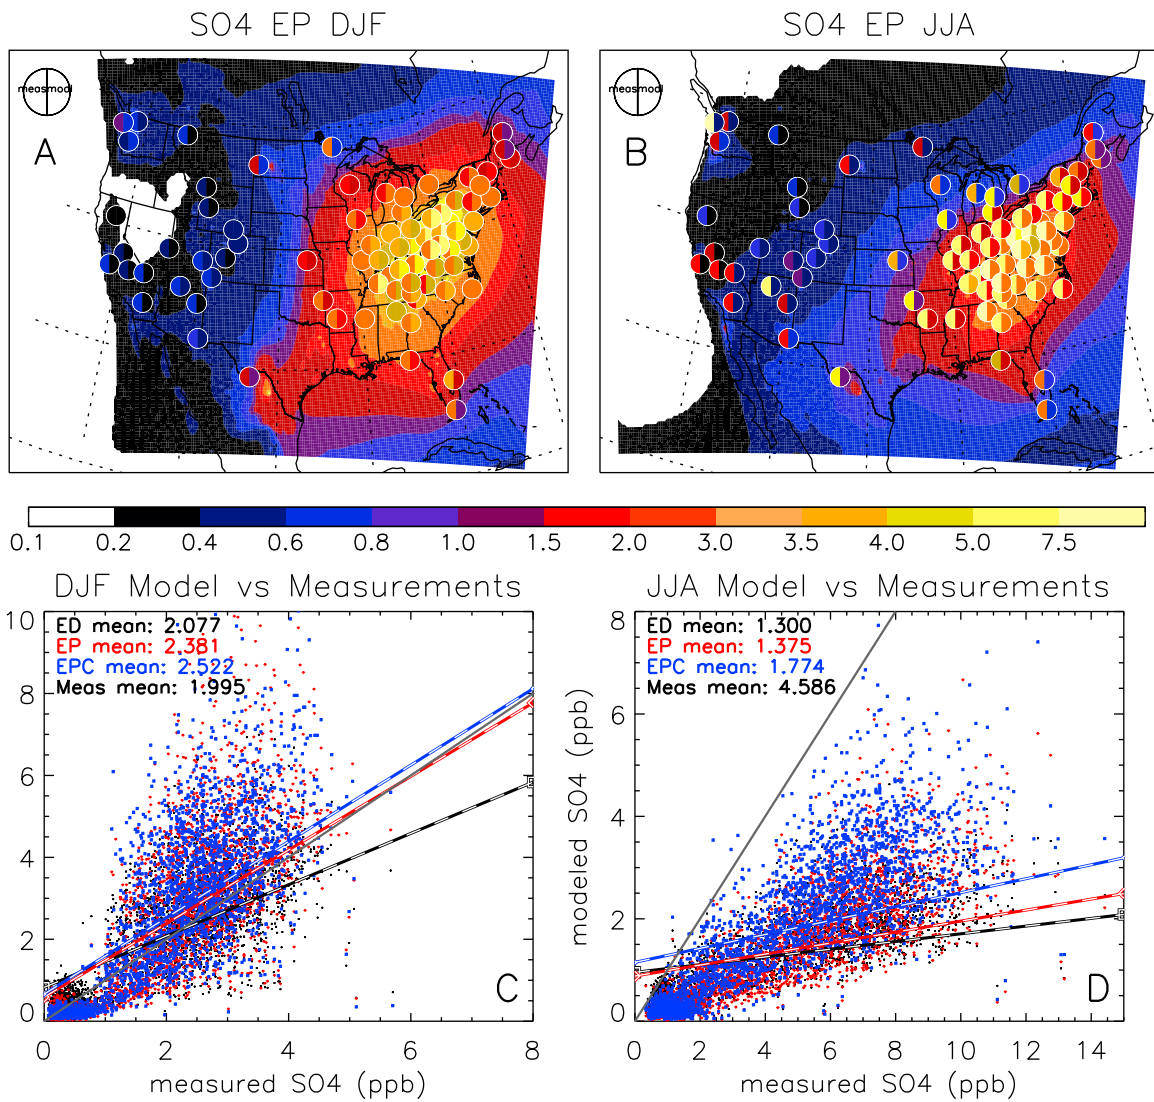 SO4 EP DJF
SO4 EP JJA
measmodl
A
measmodl
B
0.1 0.2 0.4 0.6 0.8 1.0 1.5 2.0 3.0 3.5 4.0 5.0 7.5
DJF Model vs Measurements
10
8
6
4
2
0
ED mean: 2.077
EP mean: 2.381
EPC mean: 2.522
Meas mean: 1.995
C
0 2 4 6 8
measured SO4 (ppb)
JJA Model vs Measurements
modeled SO4 (ppb)
8
6
4
2
0
ED mean: 1.300
EP mean: 1.375
EPC mean: 1.774
Meas mean: 4.586
D
0 2 4 6 8 10 12 14
measured SO4 (ppb)